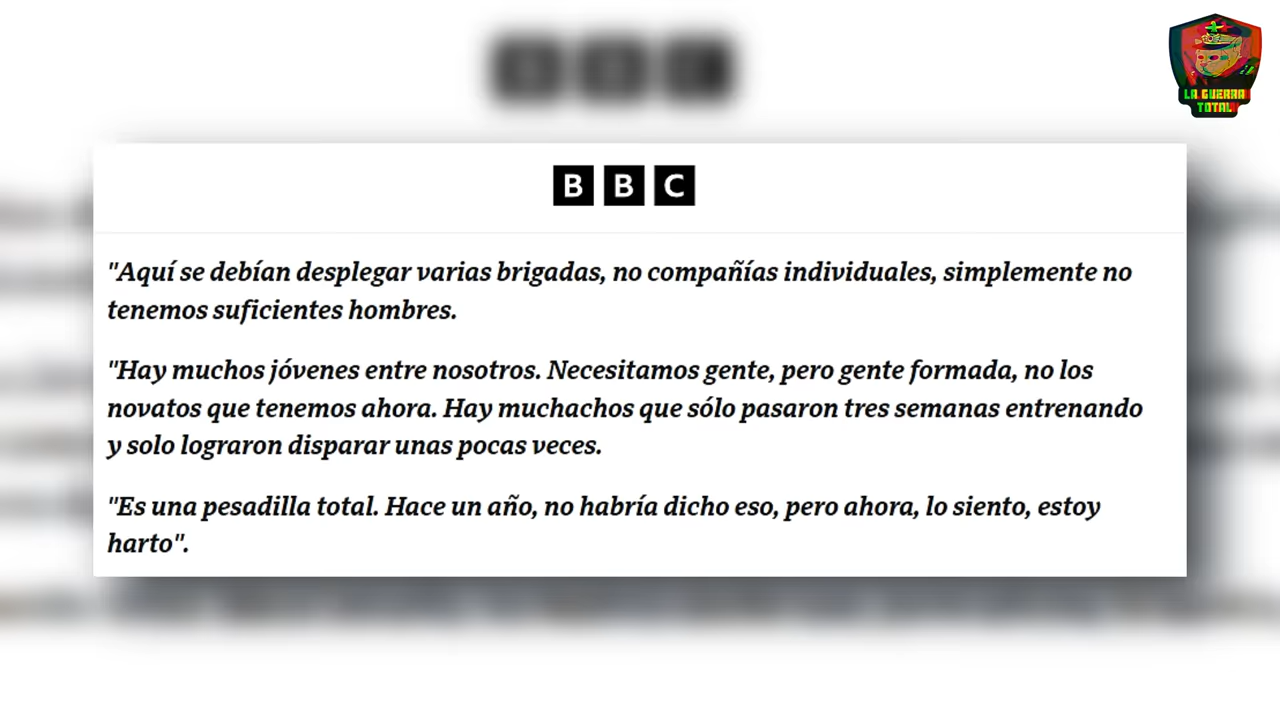 LA GUERRA
TOTAL
BBC
"Aquí se debían desplegar varias brigadas, no compañías individuales, simplemente no
tenemos suficientes hombres.
"Hay muchos jóvenes entre nosotros. Necesitamos gente, pero gente formada, no los
novatos que tenemos ahora. Hay muchachos que sólo pasaron tres semanas entrenando
y solo lograron disparar unas pocas veces.
"Es una pesadilla total. Hace un año, no habría dicho eso, pero ahora, lo siento, estoy
harto".